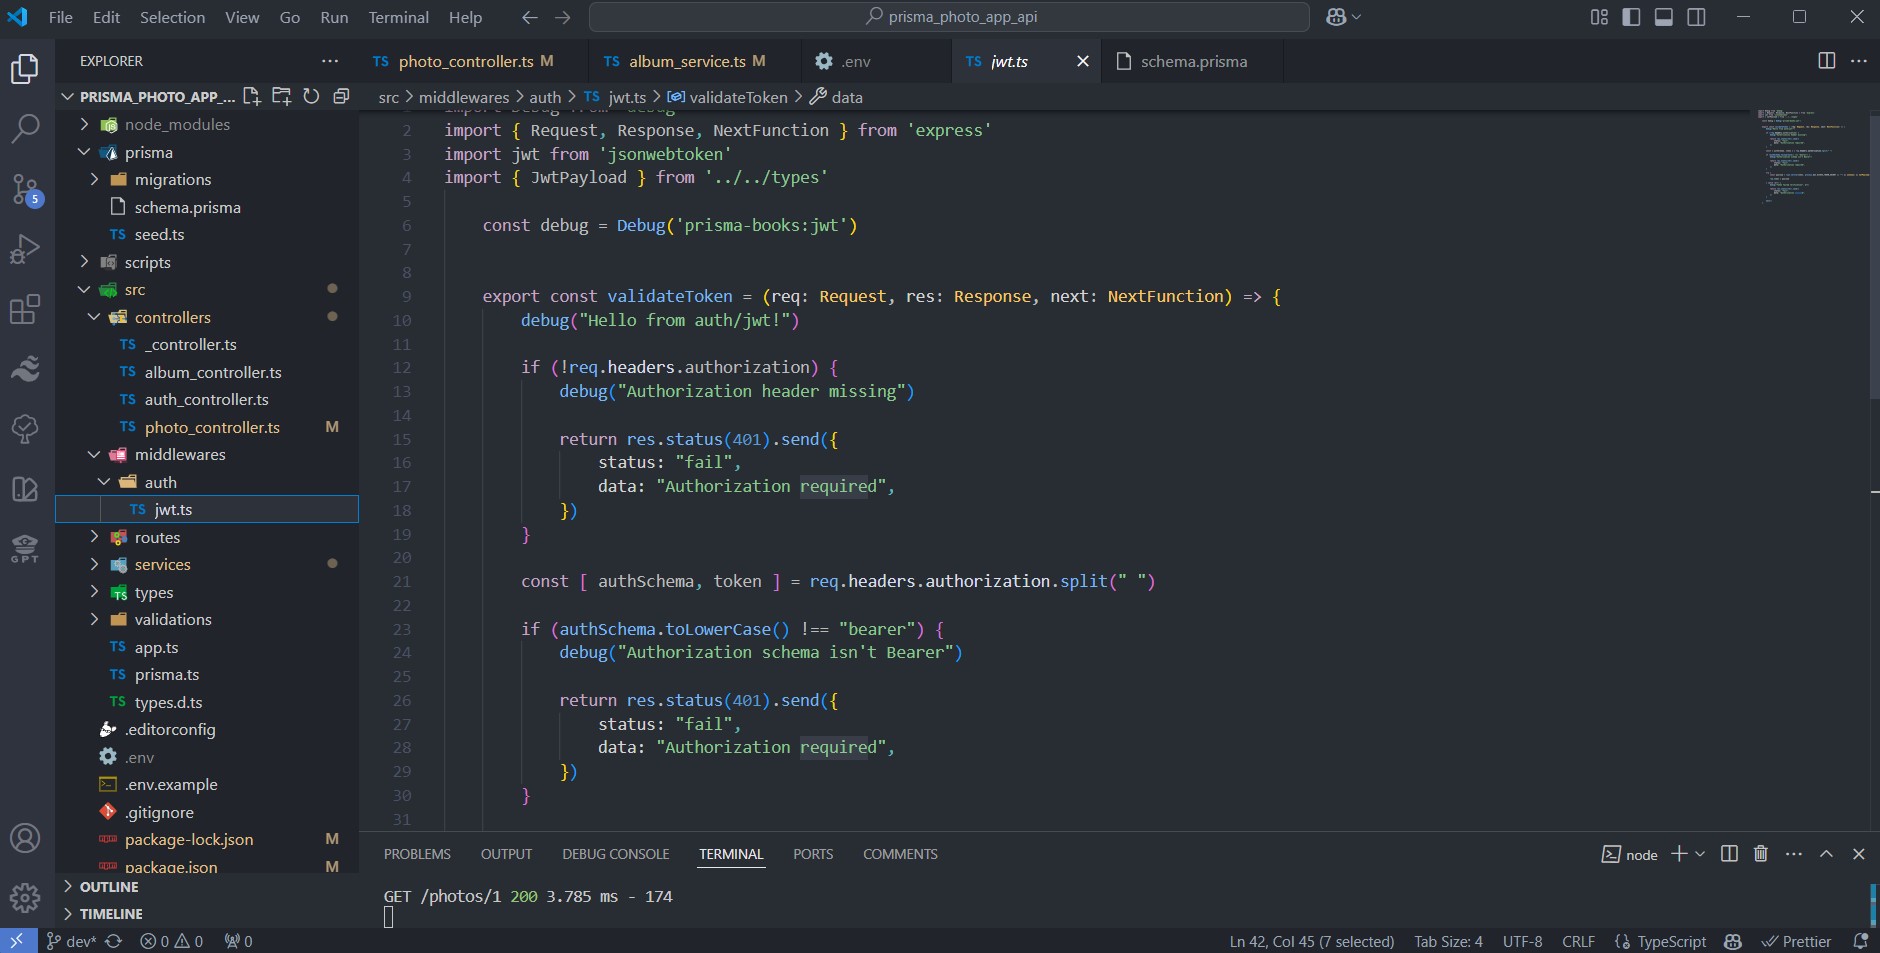 File Edit Selection View Go Run Terminal Help
prisma_photo_app_api
EXPLORER
PRISMA_PHOTO_APP_...
node_modules
prisma
migrations
schema.prisma
TS seed.ts
scripts
src
controllers
TS _controller.ts
TS album_controller.ts
TS auth_controller.ts
TS photo_controller.ts M
middlewares
auth
TS jwt.ts
routes
services
types
validations
TS app.ts
TS prisma.ts
TS types.d.ts
.editorconfig
.env
.env.example
.gitignore
package-lock.json M
package.json M
OUTLINE
TIMELINE
5
GPT
TS photo_controller.ts M
TS album_service.ts M
.env
TS jwt.ts
schema.prisma
src > middlewares > auth > TS jwt.ts > validateToken > data
2 import { Request, Response, NextFunction } from 'express'
3 import jwt from 'jsonwebtoken'
4 import { JwtPayload } from '../../types'
5
6 const debug = Debug('prisma-books:jwt')
7
8
9 export const validateToken = (req: Request, res: Response, next: NextFunction) => {
10 debug("Hello from auth/jwt!")
11
12 if (!req.headers.authorization) {
13 debug("Authorization header missing")
14
15 return res.status(401).send({
16 status: "fail",
17 data: "Authorization required",
18 })
19 }
20
21 const [ authSchema, token ] = req.headers.authorization.split(" ")
22
23 if (authSchema.toLowerCase() !== "bearer") {
24 debug("Authorization schema isn't Bearer")
25
26 return res.status(401).send({
27 status: "fail",
28 data: "Authorization required",
29 })
30 }
31
PROBLEMS OUTPUT DEBUG CONSOLE TERMINAL PORTS COMMENTS
node
GET /photos/1 200 3.785 ms - 174
dev* 0 0 0
Ln 42, Col 45 (7 selected) Tab Size: 4 UTF-8 CRLF TypeScript Prettier